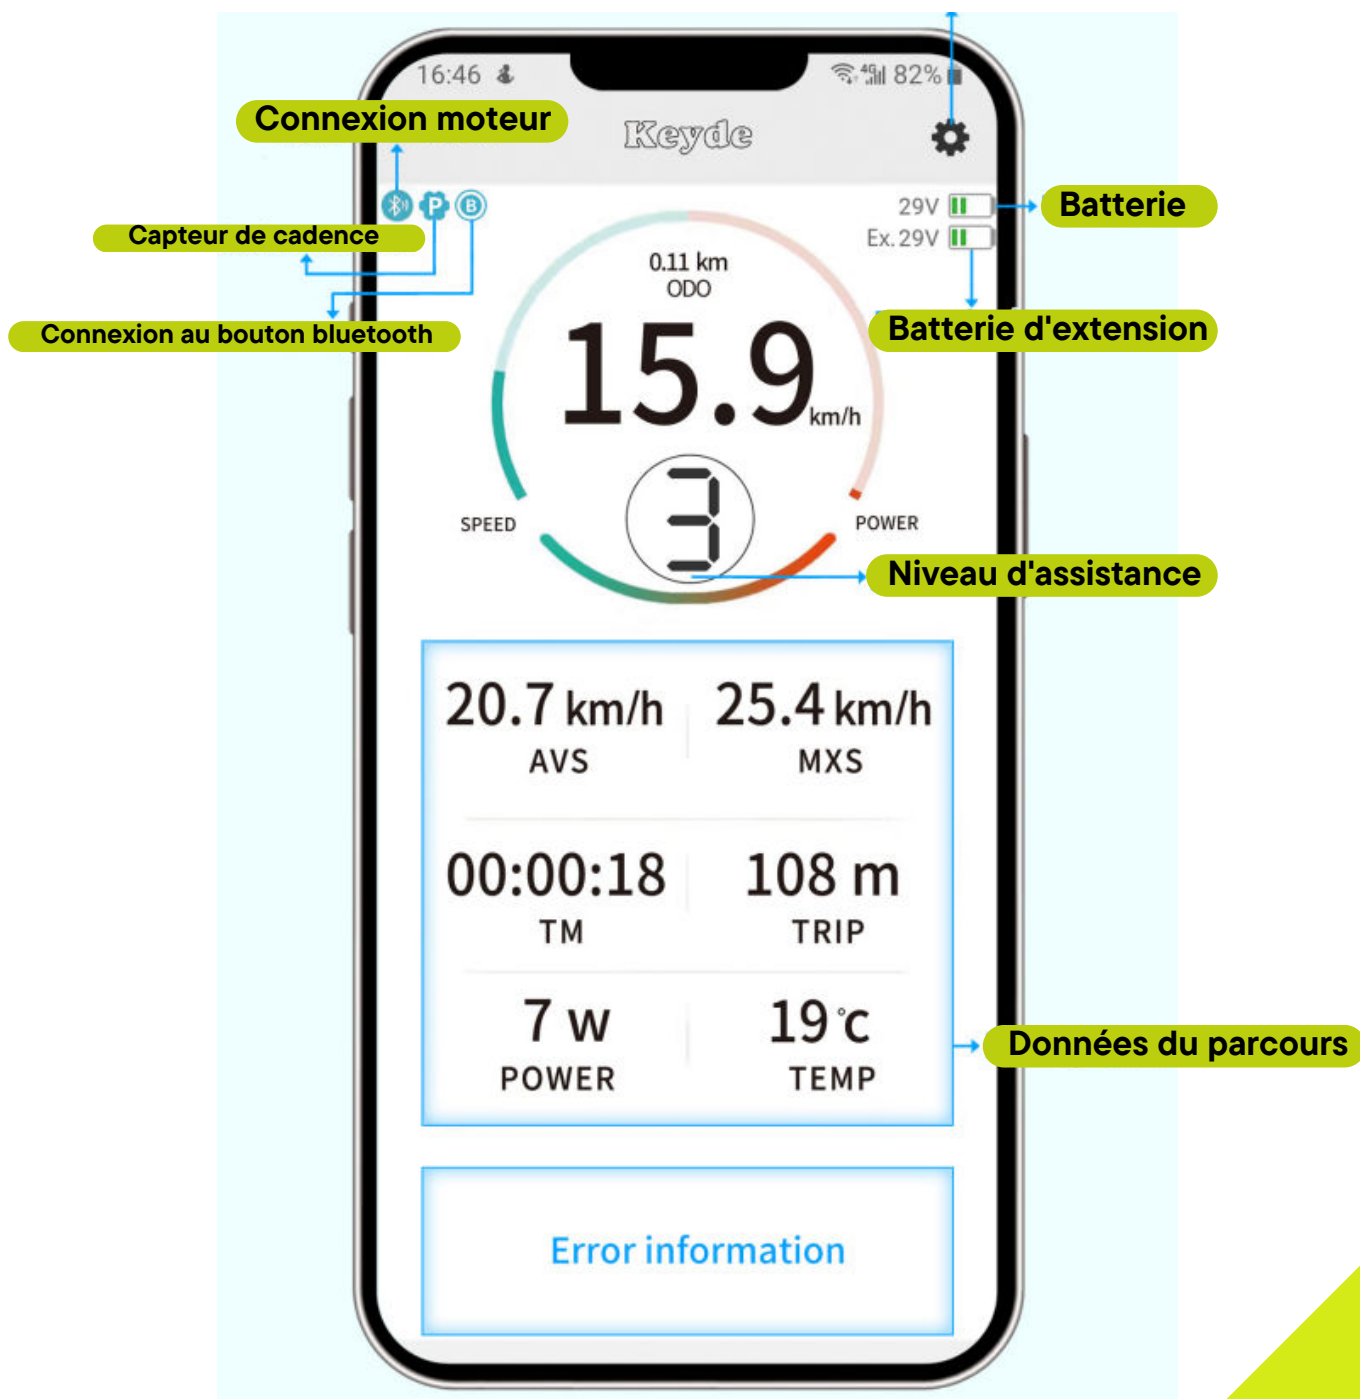 16:46
4G 82%
Connexion moteur
Keyde
P B
29V
Batterie
Capteur de cadence
Ex.29V
0.11 km
ODO
Connexion au bouton bluetooth
Batterie d'extension
15.9 km/h
3
SPEED
POWER
Niveau d'assistance
20.7 km/h 25.4 km/h
AVS MXS
00:00:18 108 m
TM TRIP
7 w 19 °c
POWER TEMP
Données du parcours
Error information